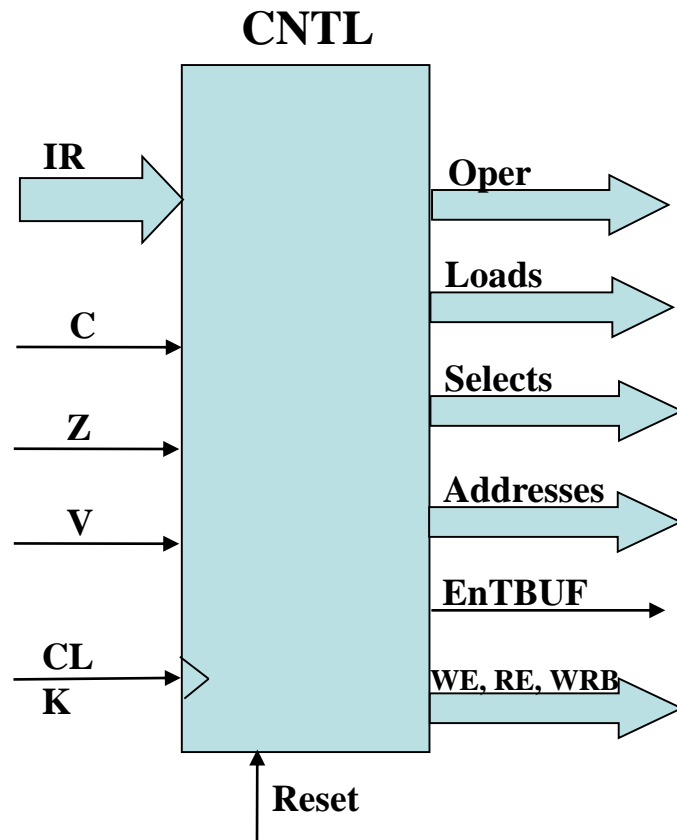 CNTL
IR
C
Z
V
CL
K
Reset
Oper
Loads
Selects
Addresses
EnTBUF
WE, RE, WRB